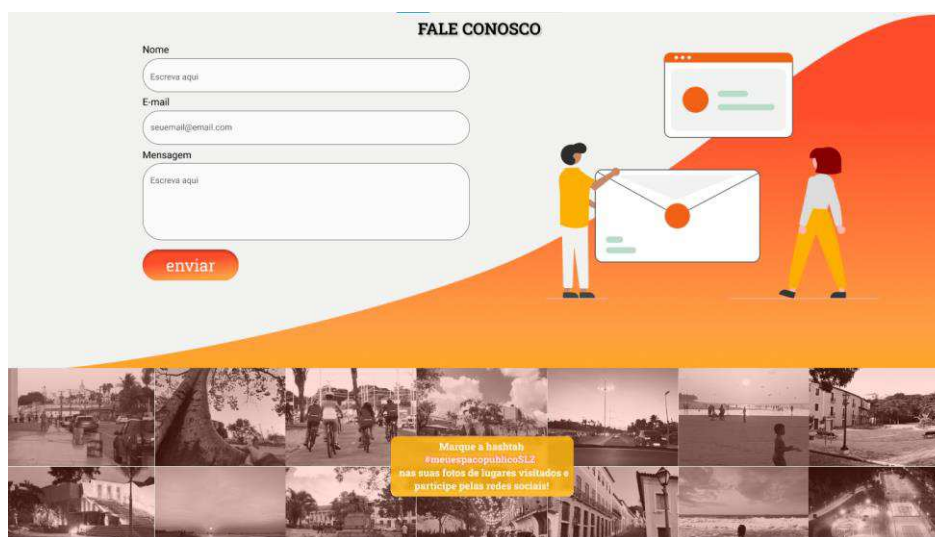 FALE CONOSCO
Nome
Escreva aqui
E-mail
seuemail@email.com
Mensagem
Escreva aqui
enviar
Marque a hashtab
#meuespacopublicoSLZ
nas suas fotos de lugares visitados e
participe pelas redes sociais!